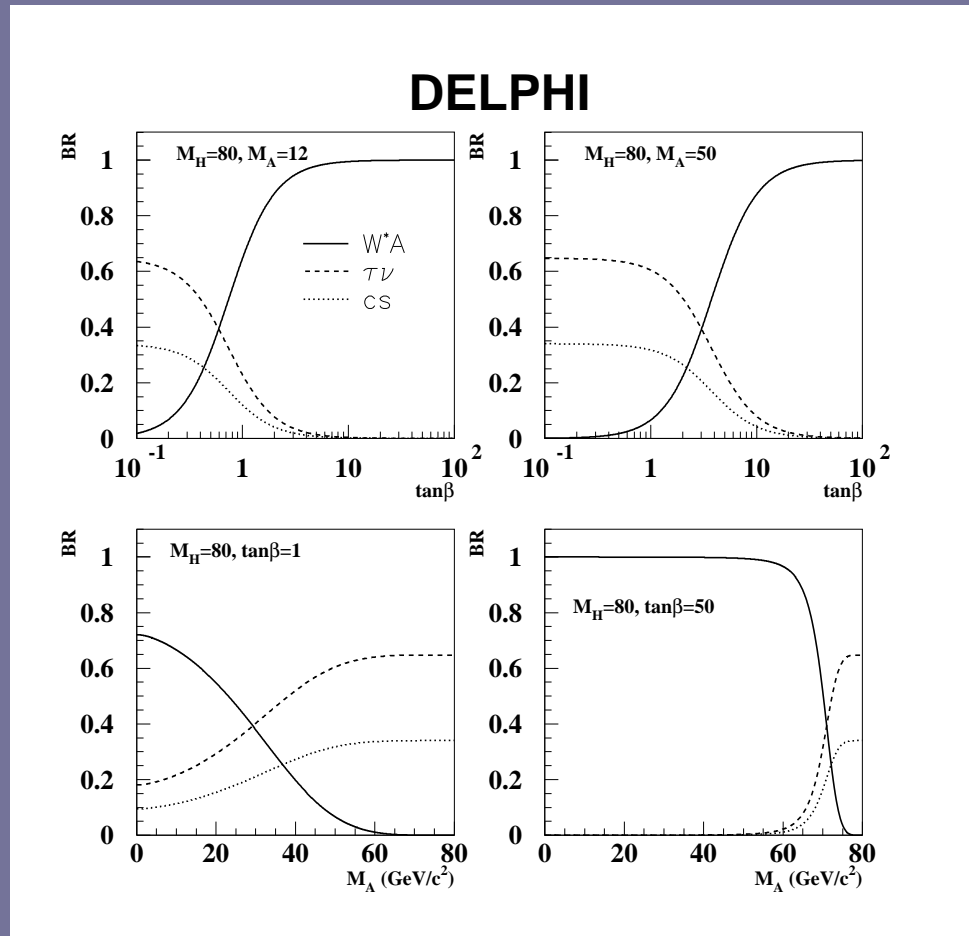 DELPHI
BR
M_H=80, M_A=12
1
0.8
0.6
0.4
0.2
0
W*A
τν
cs
10^-1
1
10
10^2
tanβ
BR
M_H=80, M_A=50
1
0.8
0.6
0.4
0.2
0
10^-1
1
10
10^2
tanβ
BR
M_H=80, tanβ=1
1
0.8
0.6
0.4
0.2
0
0
20
40
60
80
M_A (GeV/c^2)
BR
M_H=80, tanβ=50
1
0.8
0.6
0.4
0.2
0
0
20
40
60
80
M_A (GeV/c^2)